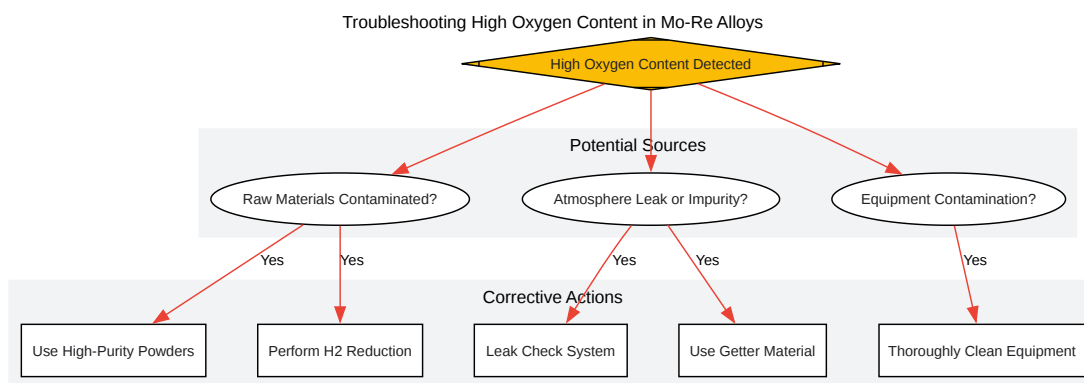 Troubleshooting High Oxygen Content in Mo-Re Alloys
High Oxygen Content Detected
Potential Sources
Raw Materials Contaminated?
Atmosphere Leak or Impurity?
Equipment Contamination?
Yes
Yes
Yes
Yes
Yes
Corrective Actions
Use High-Purity Powders
Perform H2 Reduction
Leak Check System
Use Getter Material
Thoroughly Clean Equipment